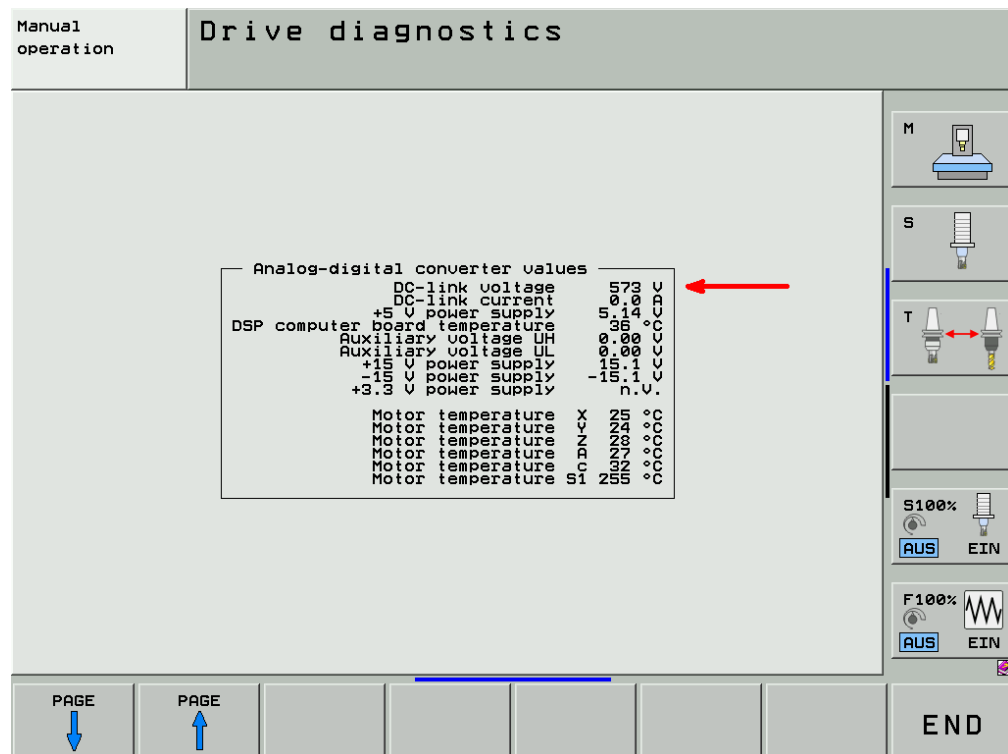 Manual
operation
Drive diagnostics
Analog-digital converter values
DC-link voltage 573 V
DC-link current 0.0 A
+5 V power supply 5.14 V
DSP computer board temperature 36 °C
Auxiliary voltage UH 0.00 V
Auxiliary voltage UL 0.00 V
+15 V power supply 15.1 V
-15 V power supply -15.1 V
+3.3 V power supply n.V.
Motor temperature X 25 °C
Motor temperature Y 24 °C
Motor temperature Z 28 °C
Motor temperature A 27 °C
Motor temperature c 32 °C
Motor temperature S1 255 °C
M
S
T
S100%
AUS EIN
F100%
AUS EIN
PAGE
PAGE
END